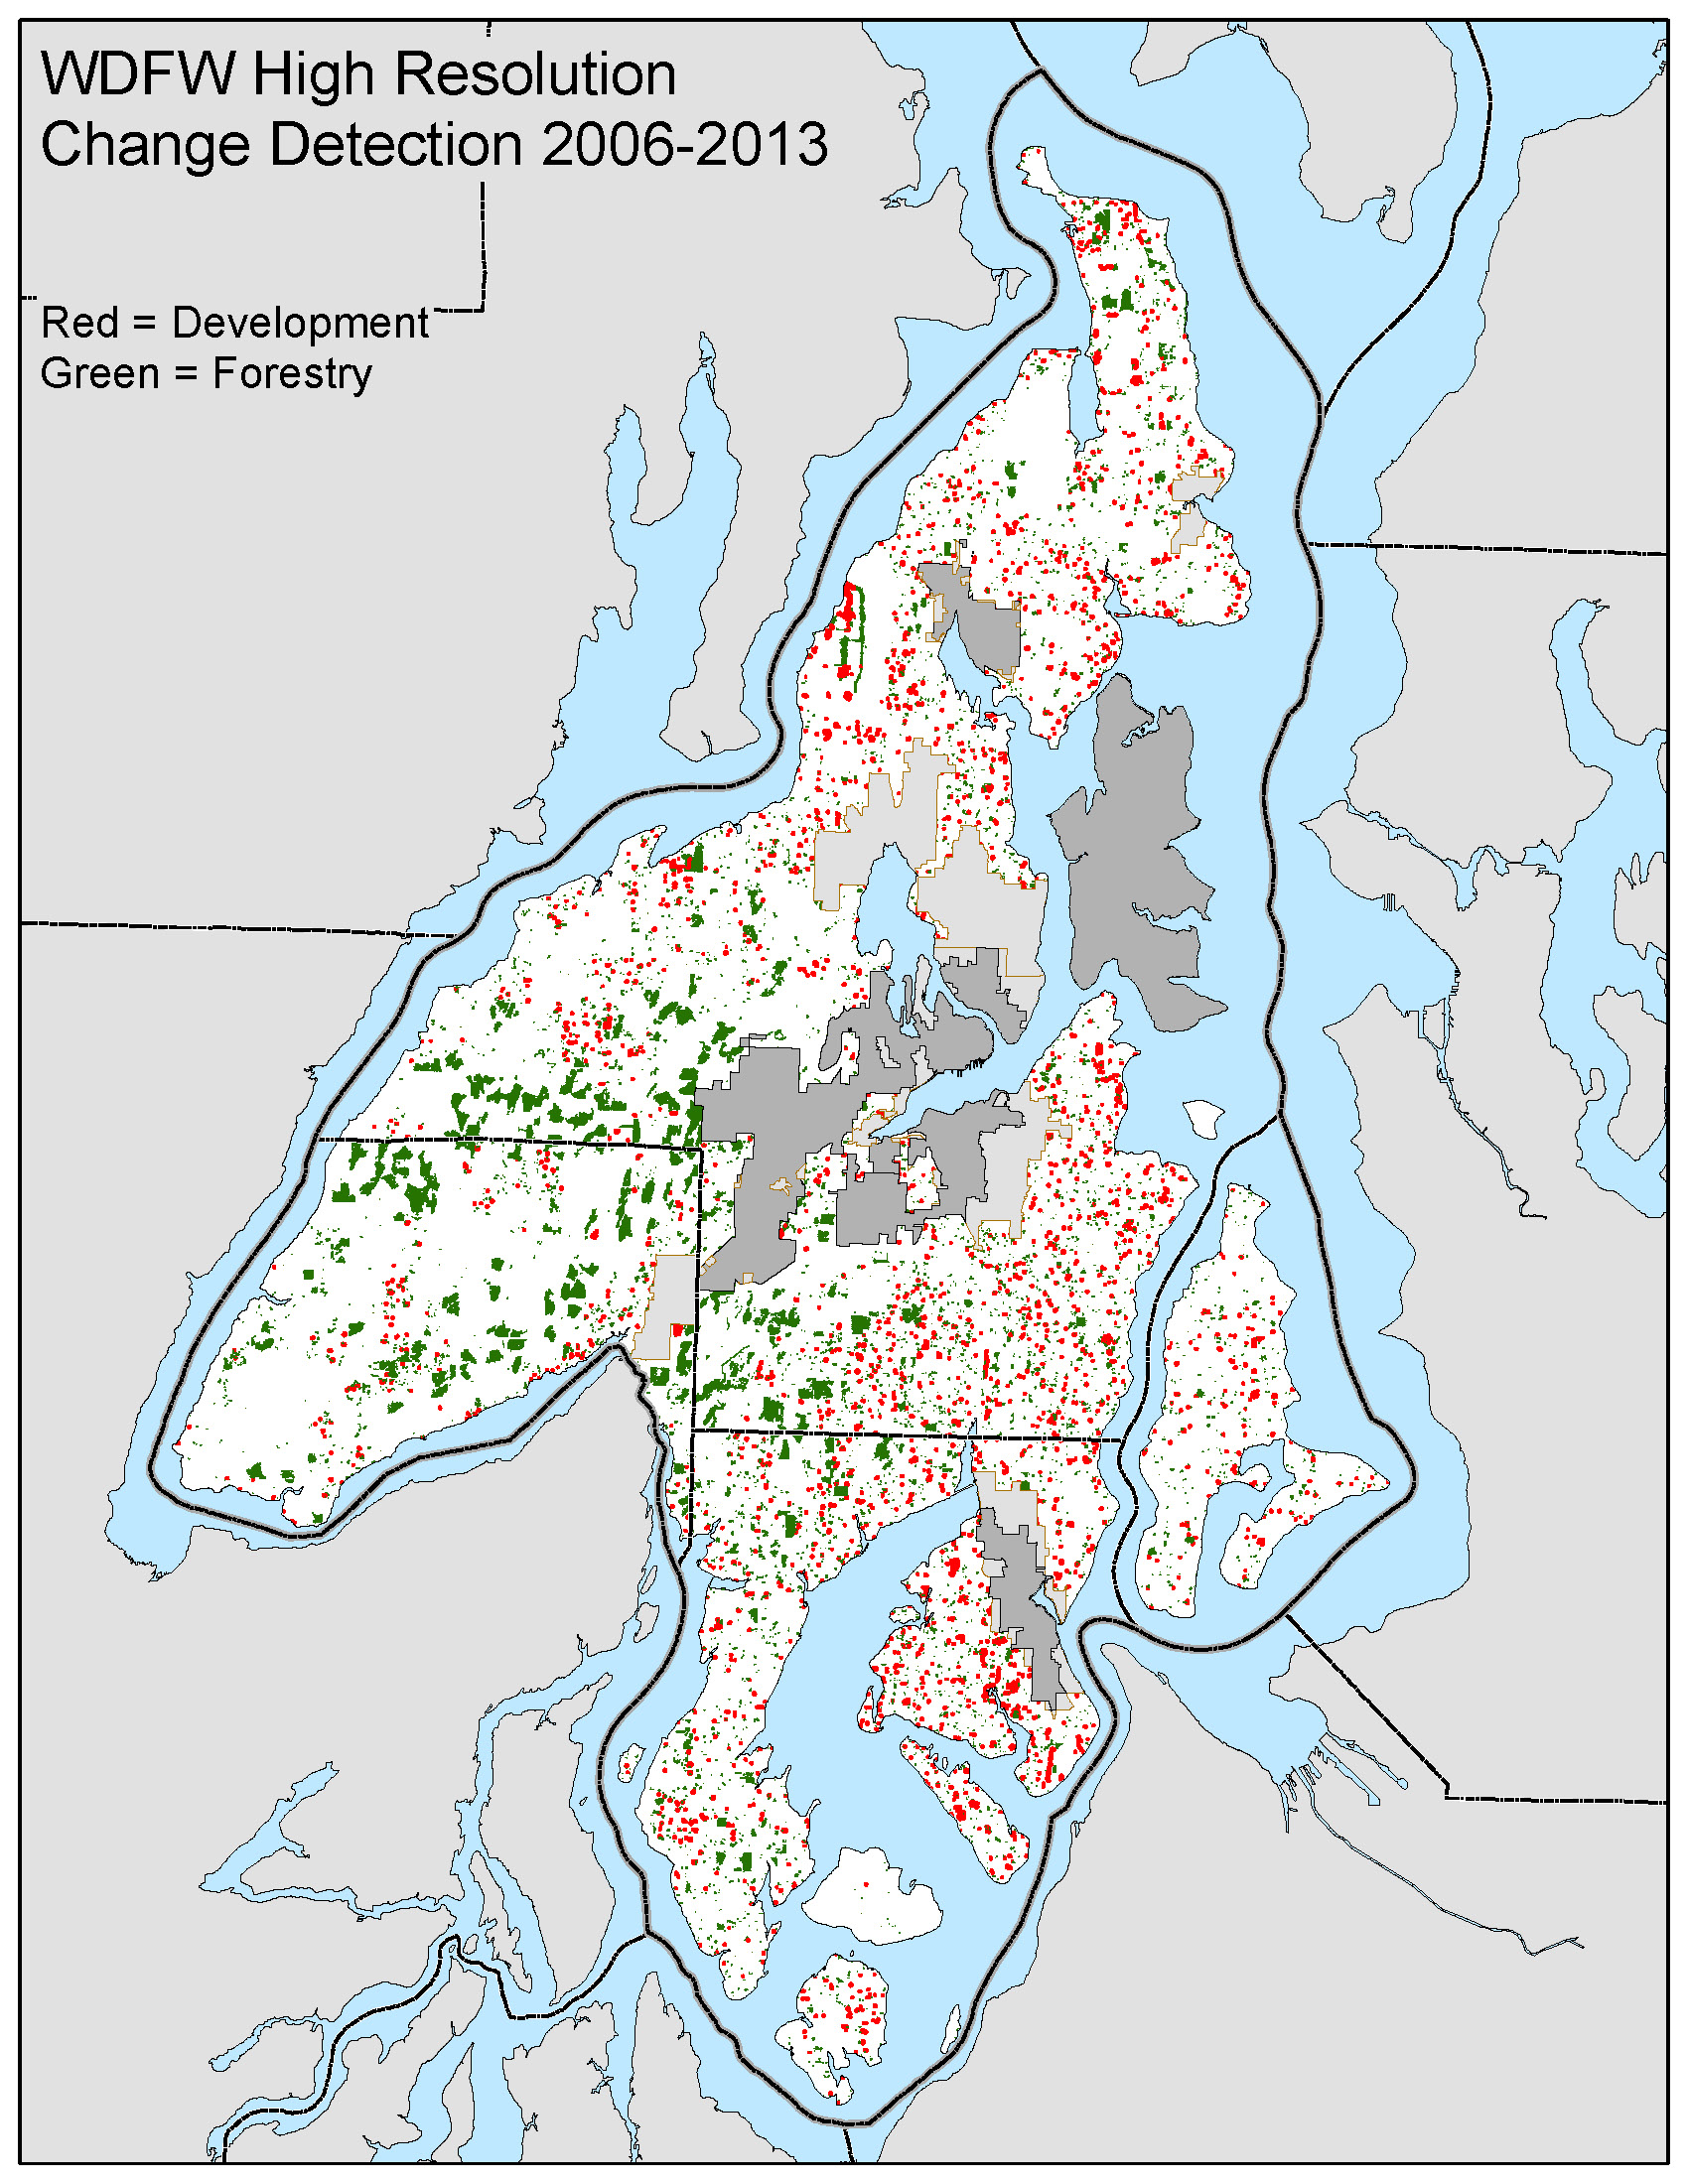 WDFW High Resolution
Change Detection 2006-2013
Red = Development
Green = Forestry